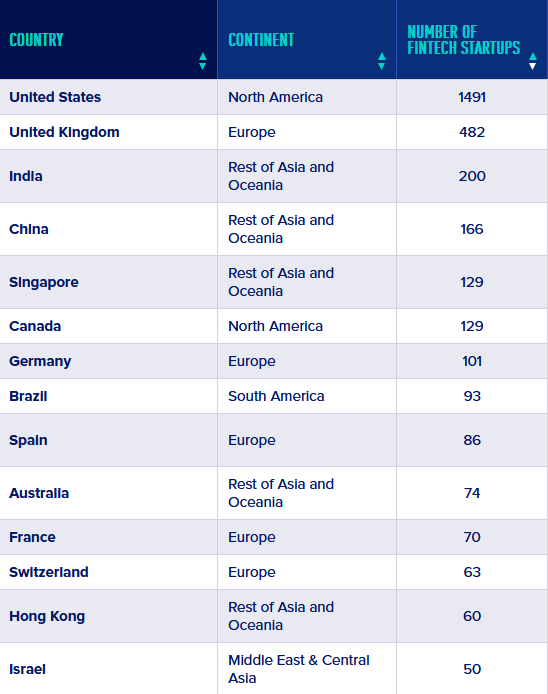 COUNTRY CONTINENT NUMBER OF
FINTECH STARTUPS
United States North America 1491
United Kingdom Europe 482
India Rest of Asia and
Oceania 200
China Rest of Asia and
Oceania 166
Singapore Rest of Asia and
Oceania 129
Canada North America 129
Germany Europe 101
Brazil South America 93
Spain Europe 86
Australia Rest of Asia and
Oceania 74
France Europe 70
Switzerland Europe 63
Hong Kong Rest of Asia and
Oceania 60
Israel Middle East & Central
Asia 50